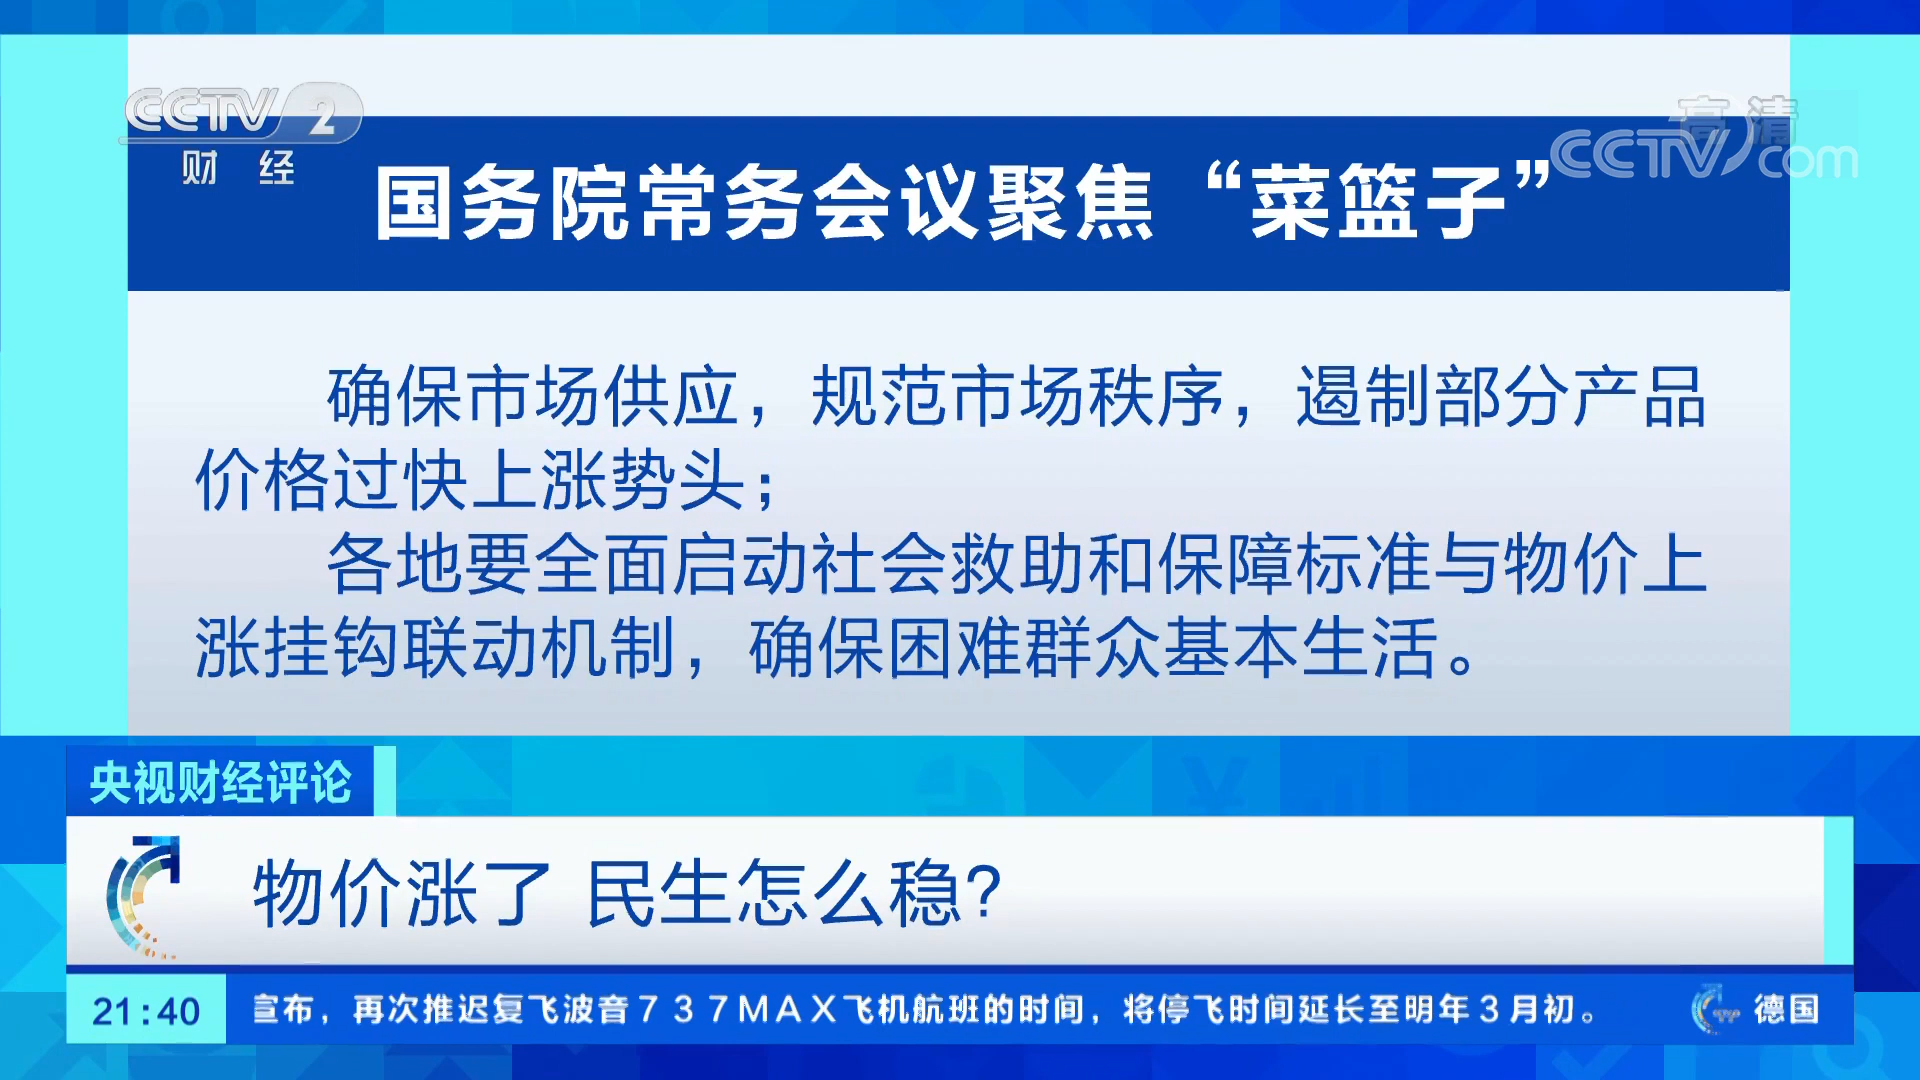 CCTV 2
财 经
高清
CCTV.com
国务院常务会议聚焦“菜篮子”
确保市场供应，规范市场秩序，遏制部分产品
价格过快上涨势头；
各地要全面启动社会救助和保障标准与物价上
涨挂钩联动机制，确保困难群众基本生活。
央视财经评论
物价涨了 民生怎么稳?
21:40
宣布，再次推迟复飞波音７３７ＭＡＸ飞机航班的时间，将停飞时间延长至明年３月初。
德国